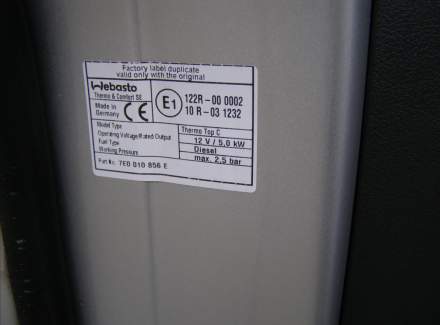 Factory label duplicate
valid only with the original
Webasto
Thermo & Comfort SE
Made in
Germany
CE
E1
122R-00 0002
10 R-03 1232
Model Type Thermo Top C
Operating Voltage/Rated Output 12 V / 5,0 kW
Fuel Type Diesel
Working Pressure max. 2,5 bar
Part No. 7E0 010 856 E